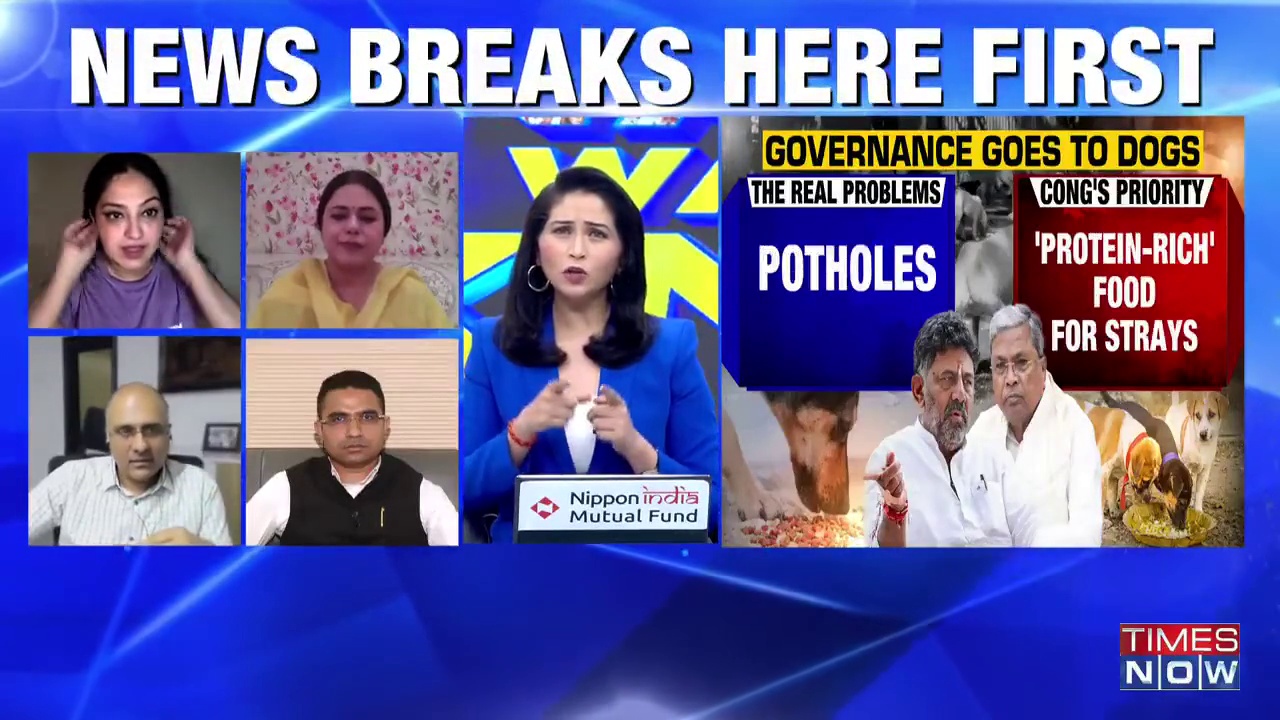 NEWS BREAKS HERE FIRST
GOVERNANCE GOES TO DOGS
THE REAL PROBLEMS
POTHOLES
CONG'S PRIORITY
'PROTEIN-RICH'
FOOD
FOR STRAYS
Nippon india
Mutual Fund
TIMES
NOW